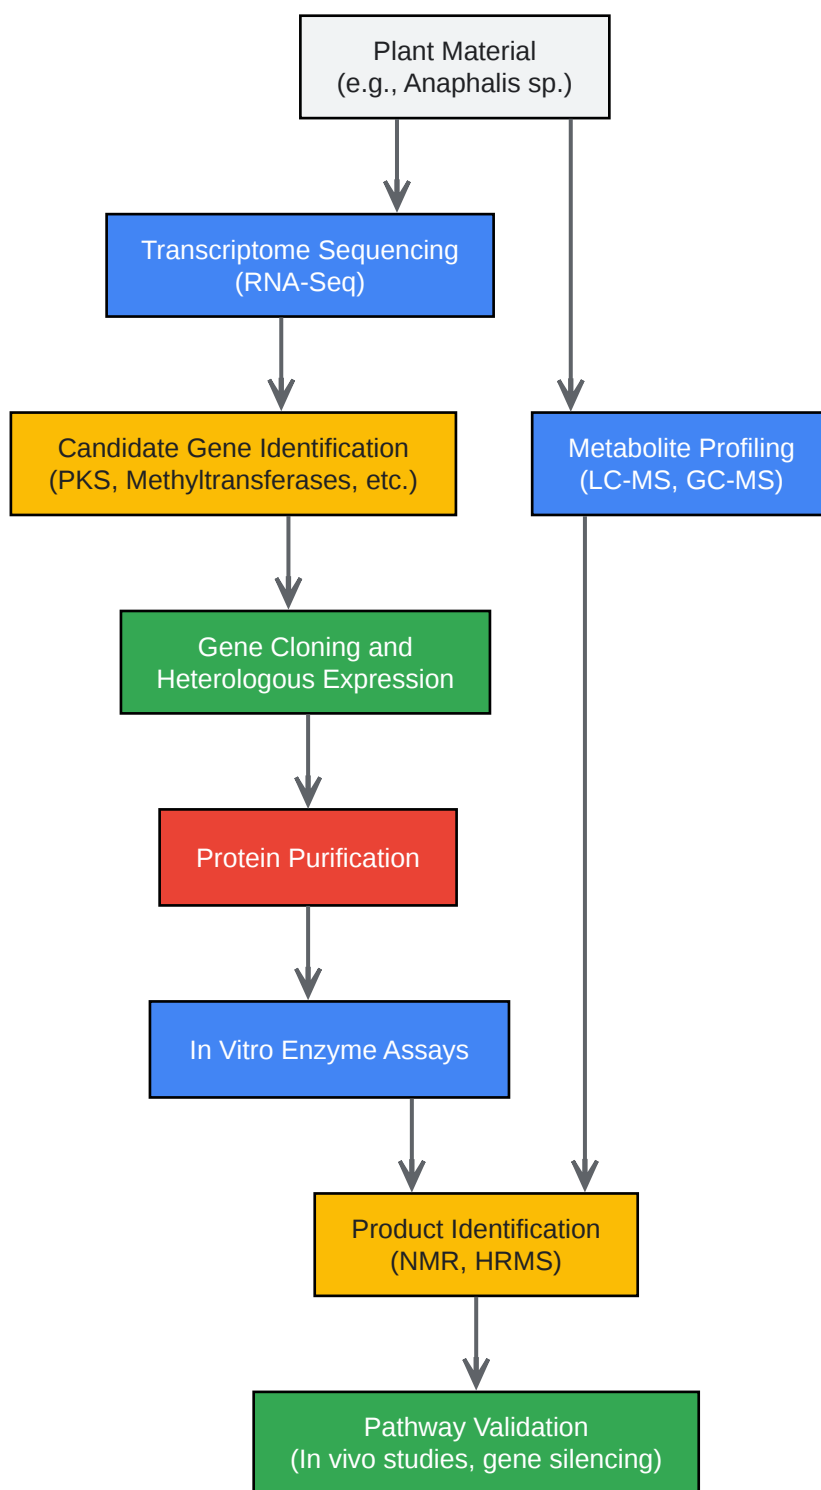 Plant Material
(e.g., Anaphalis sp.)
Transcriptome Sequencing
(RNA-Seq)
Candidate Gene Identification
(PKS, Methyltransferases, etc.)
Metabolite Profiling
(LC-MS, GC-MS)
Gene Cloning and
Heterologous Expression
Protein Purification
In Vitro Enzyme Assays
Product Identification
(NMR, HRMS)
Pathway Validation
(In vivo studies, gene silencing)